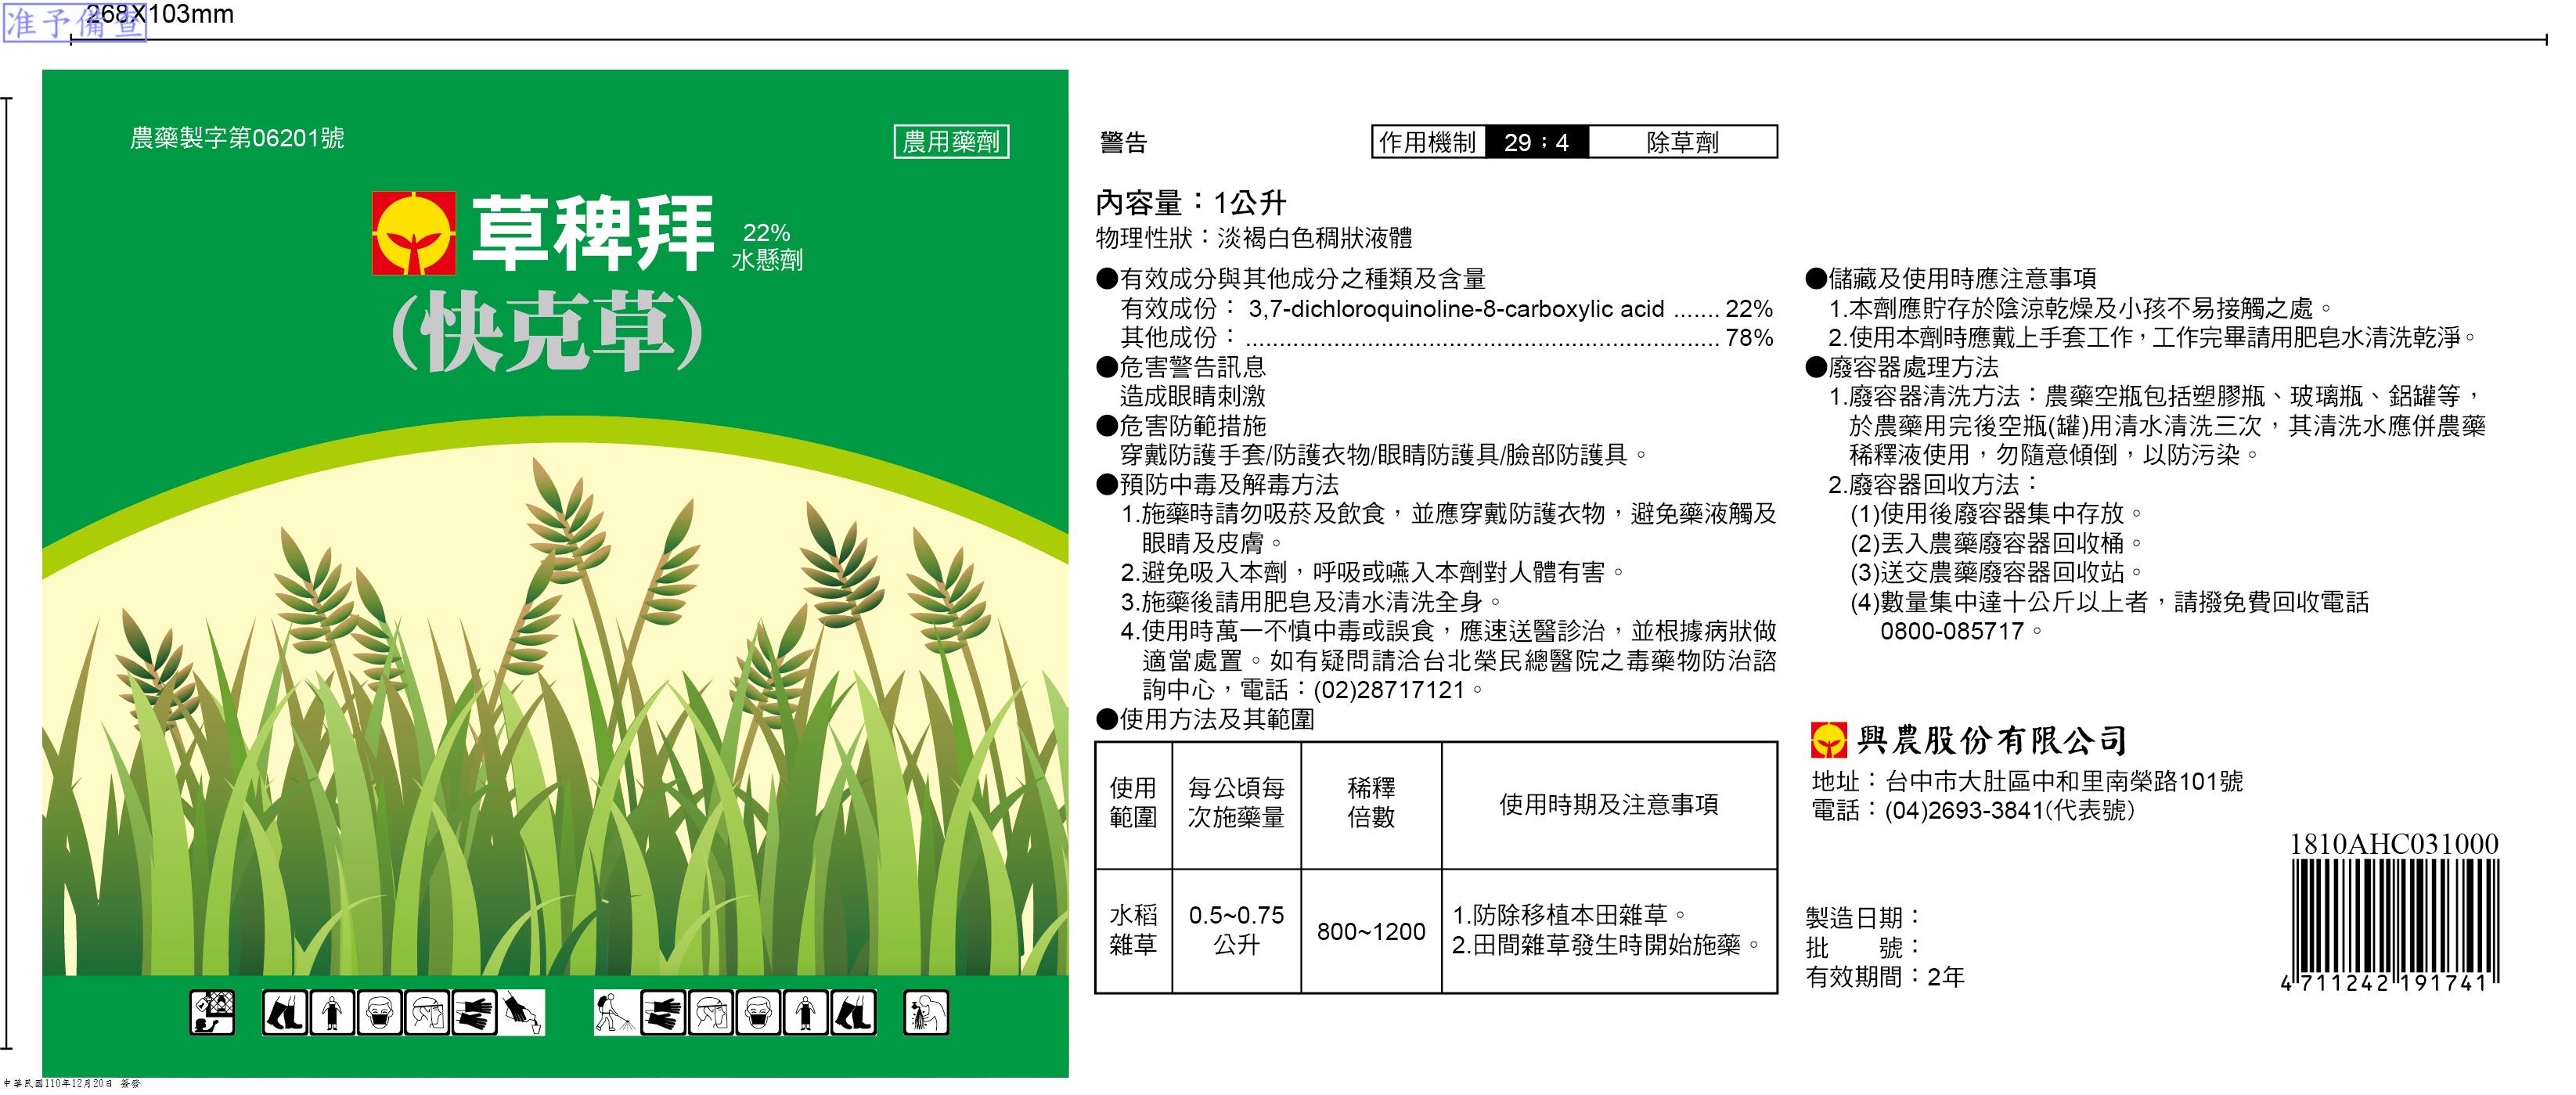 268X103mm
准予備查
農藥製字第06201號
農用藥劑
草稗拜
22%
水懸劑
(快克草)
中華民國110年12月20日 簽發
警告
作用機制 29；4 除草劑
內容量：1公升
物理性狀：淡褐白色稠狀液體
●有效成分與其他成分之種類及含量
有效成份： 3,7-dichloroquinoline-8-carboxylic acid ....... 22%
其他成份：...................................................................... 78%
●危害警告訊息
造成眼睛刺激
●危害防範措施
穿戴防護手套/防護衣物/眼睛防護具/臉部防護具。
●預防中毒及解毒方法
1.施藥時請勿吸菸及飲食，並應穿戴防護衣物，避免藥液觸及
眼睛及皮膚。
2.避免吸入本劑，呼吸或嚥入本劑對人體有害。
3.施藥後請用肥皂及清水清洗全身。
4.使用時萬一不慎中毒或誤食，應速送醫診治，並根據病狀做
適當處置。如有疑問請洽台北榮民總醫院之毒藥物防治諮
詢中心，電話：(02)28717121。
●使用方法及其範圍
使用
範圍
每公頃每
次施藥量
稀釋
倍數
使用時期及注意事項
水稻
雜草
0.5~0.75
公升
800~1200
1.防除移植本田雜草。
2.田間雜草發生時開始施藥。
●儲藏及使用時應注意事項
1.本劑應貯存於陰涼乾燥及小孩不易接觸之處。
2.使用本劑時應戴上手套工作，工作完畢請用肥皂水清洗乾淨。
●廢容器處理方法
1.廢容器清洗方法：農藥空瓶包括塑膠瓶、玻璃瓶、鋁罐等，
於農藥用完後空瓶(罐)用清水清洗三次，其清洗水應併農藥
稀釋液使用，勿隨意傾倒，以防污染。
2.廢容器回收方法：
(1)使用後廢容器集中存放。
(2)丟入農藥廢容器回收桶。
(3)送交農藥廢容器回收站。
(4)數量集中達十公斤以上者，請撥免費回收電話
0800-085717。
興農股份有限公司
地址：台中市大肚區中和里南榮路101號
電話：(04)2693-3841(代表號)
製造日期：
批　　號：
有效期間：2年
1810AHC031000
4 711242 191741